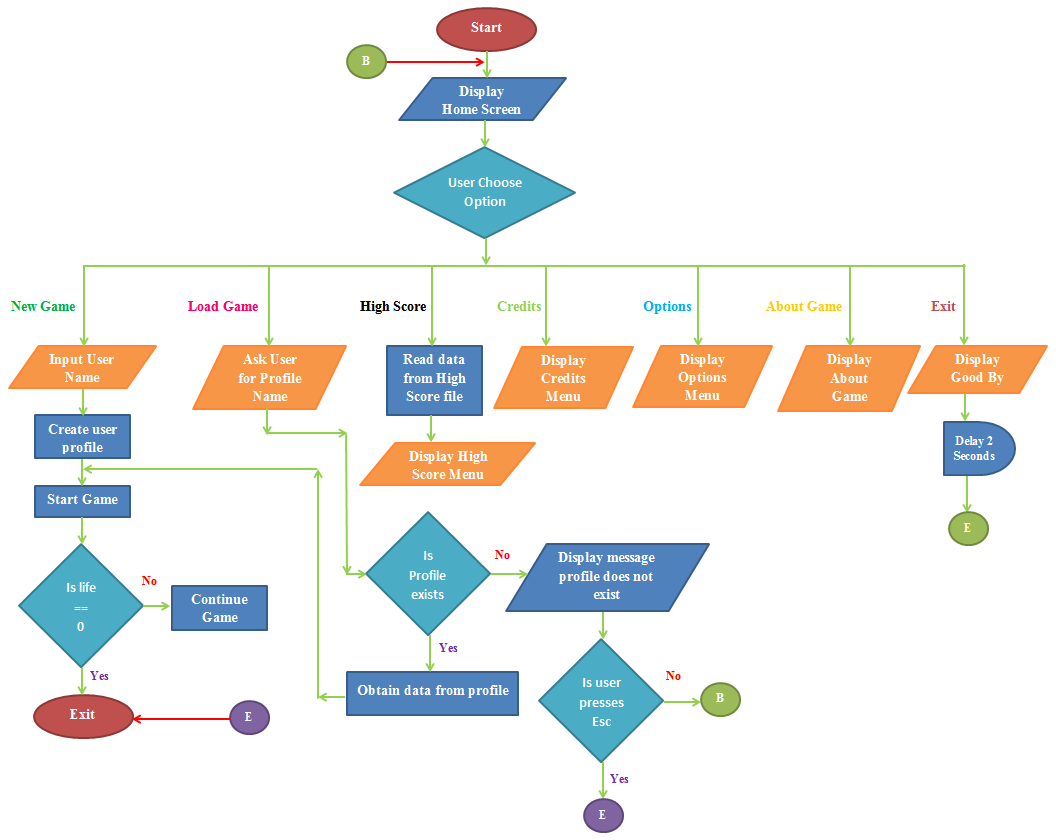 Start
B
Display
Home Screen
User Choose
Option
New Game
Load Game
High Score
Credits
Options
About Game
Exit
Input User
Name
Ask User
for Profile
Name
Read data
from High
Score file
Display
Credits
Menu
Display
Options
Menu
Display
About
Game
Display
Good By
Create user
profile
Display High
Score Menu
Delay 2
Seconds
Start Game
E
Is
Profile
exists
No
Display message
profile does not
exist
Is life
==
0
No
Continue
Game
Yes
Yes
Obtain data from profile
Is user
presses
Esc
No
B
Exit
E
Yes
E